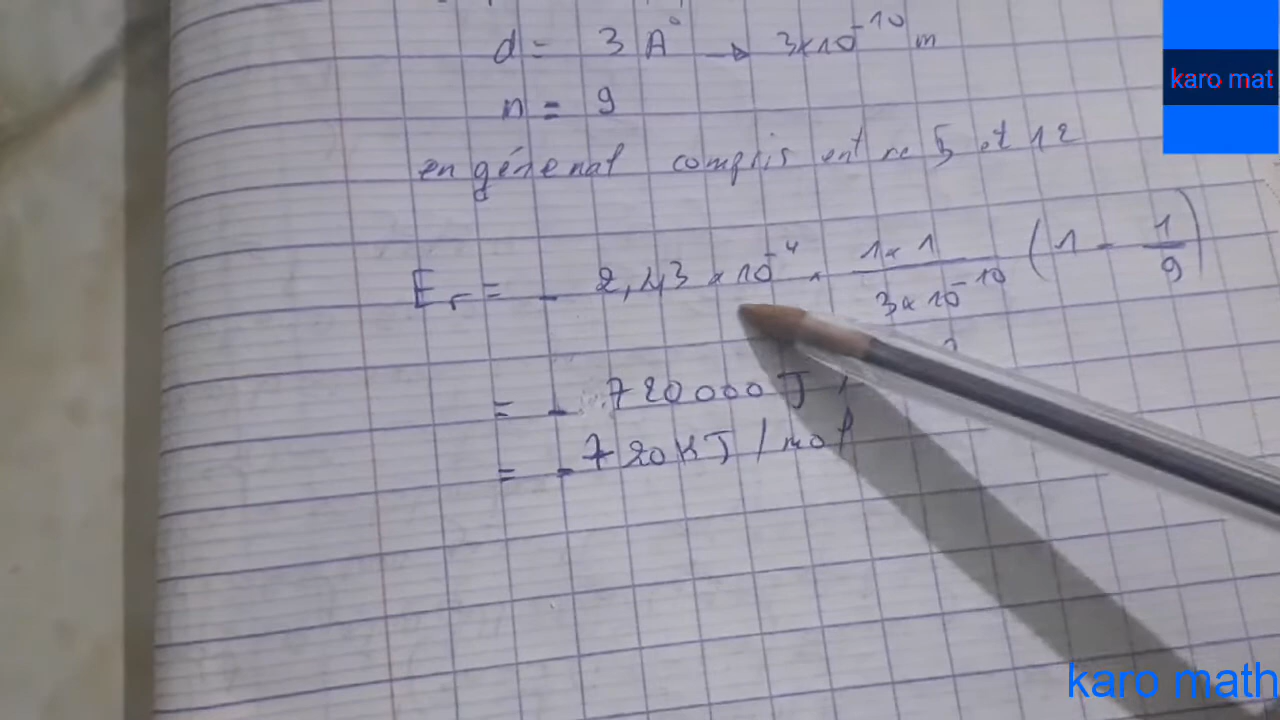 karo mat
d = 3 A° → 3×10⁻¹⁰ m
n = 9
en général compris entre 5 et 12
Er = - 2,43 × 10⁻⁴ × 1×1 / 3×10⁻¹⁰ (1 - 1/9)
= - 720000 J
= - 720 KJ / mol
karo math